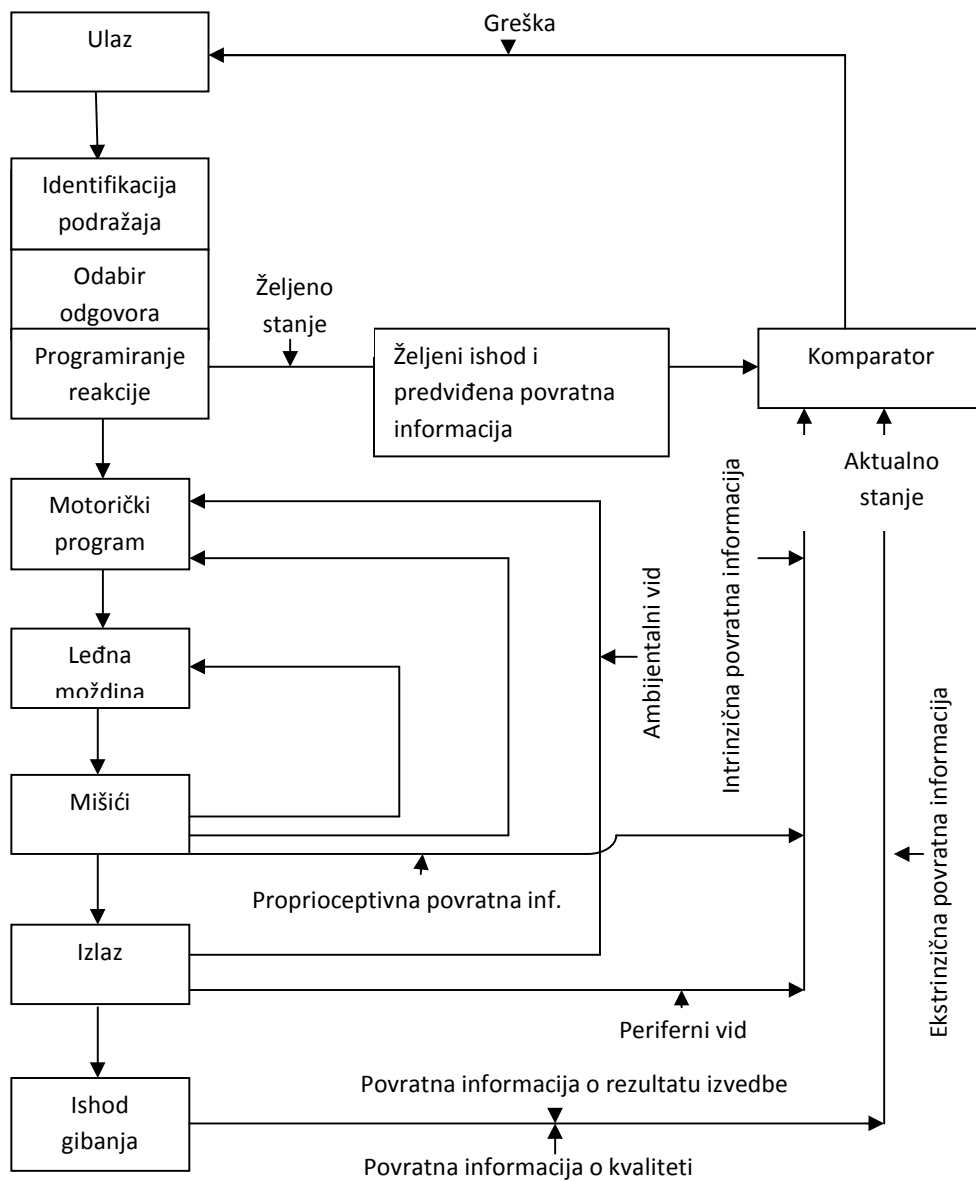 Greška
Ulaz
Identifikacija
podražaja
Odabir
odgovora
Željeno
stanje
Programiranje
reakcije
Željeni ishod i
predviđena povratna
informacija
Komparator
Aktualno
stanje
Motorički
program
Ambijentalni vid
Intrinzična povratna informacija
Leđna
moždina
Ekstrinzična povratna informacija
Mišići
Proprioceptivna povratna inf.
Izlaz
Periferni vid
Ishod
gibanja
Povratna informacija o rezultatu izvedbe
Povratna informacija o kvaliteti